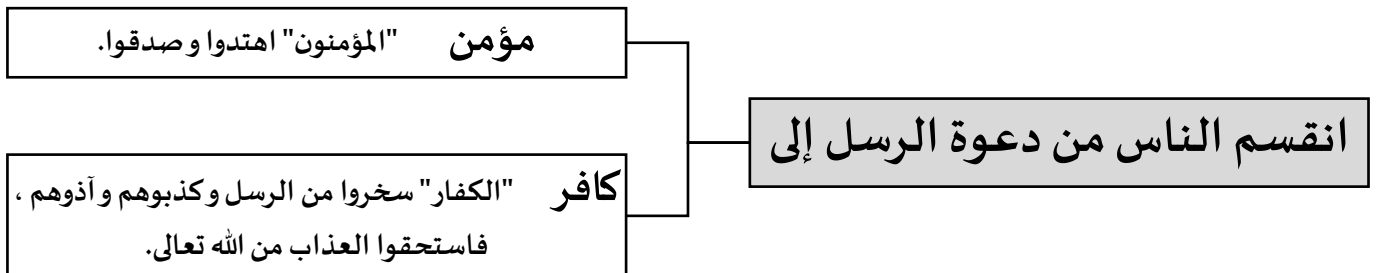 انقسم الناس من دعوة الرسل إلى
مؤمن "المؤمنون" اهتدوا و صدقوا.
كافر "الكفار" سخروا من الرسل و كذبوهم و آذوهم ،
فاستحقوا العذاب من الله تعالى.